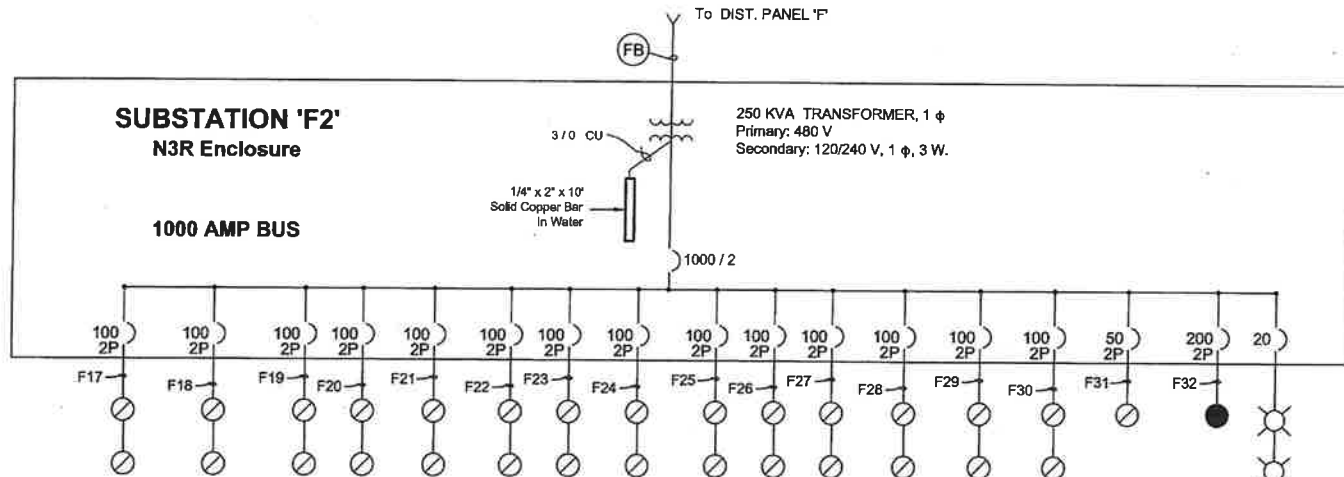 To DIST. PANEL 'F'
FB
SUBSTATION 'F2'
N3R Enclosure
1000 AMP BUS
3/0 CU
250 KVA TRANSFORMER, 1 ϕ
Primary: 480 V
Secondary: 120/240 V, 1 ϕ, 3 W.
1/4" x 2" x 10'
Solid Copper Bar
In Water
1000 / 2
100 100 100 100 100 100 100 100 100 100 100 100 100 100 50 200 20
2P 2P 2P 2P 2P 2P 2P 2P 2P 2P 2P 2P 2P 2P 2P 2P
F17 F18 F19 F20 F21 F22 F23 F24 F25 F26 F27 F28 F29 F30 F31 F32